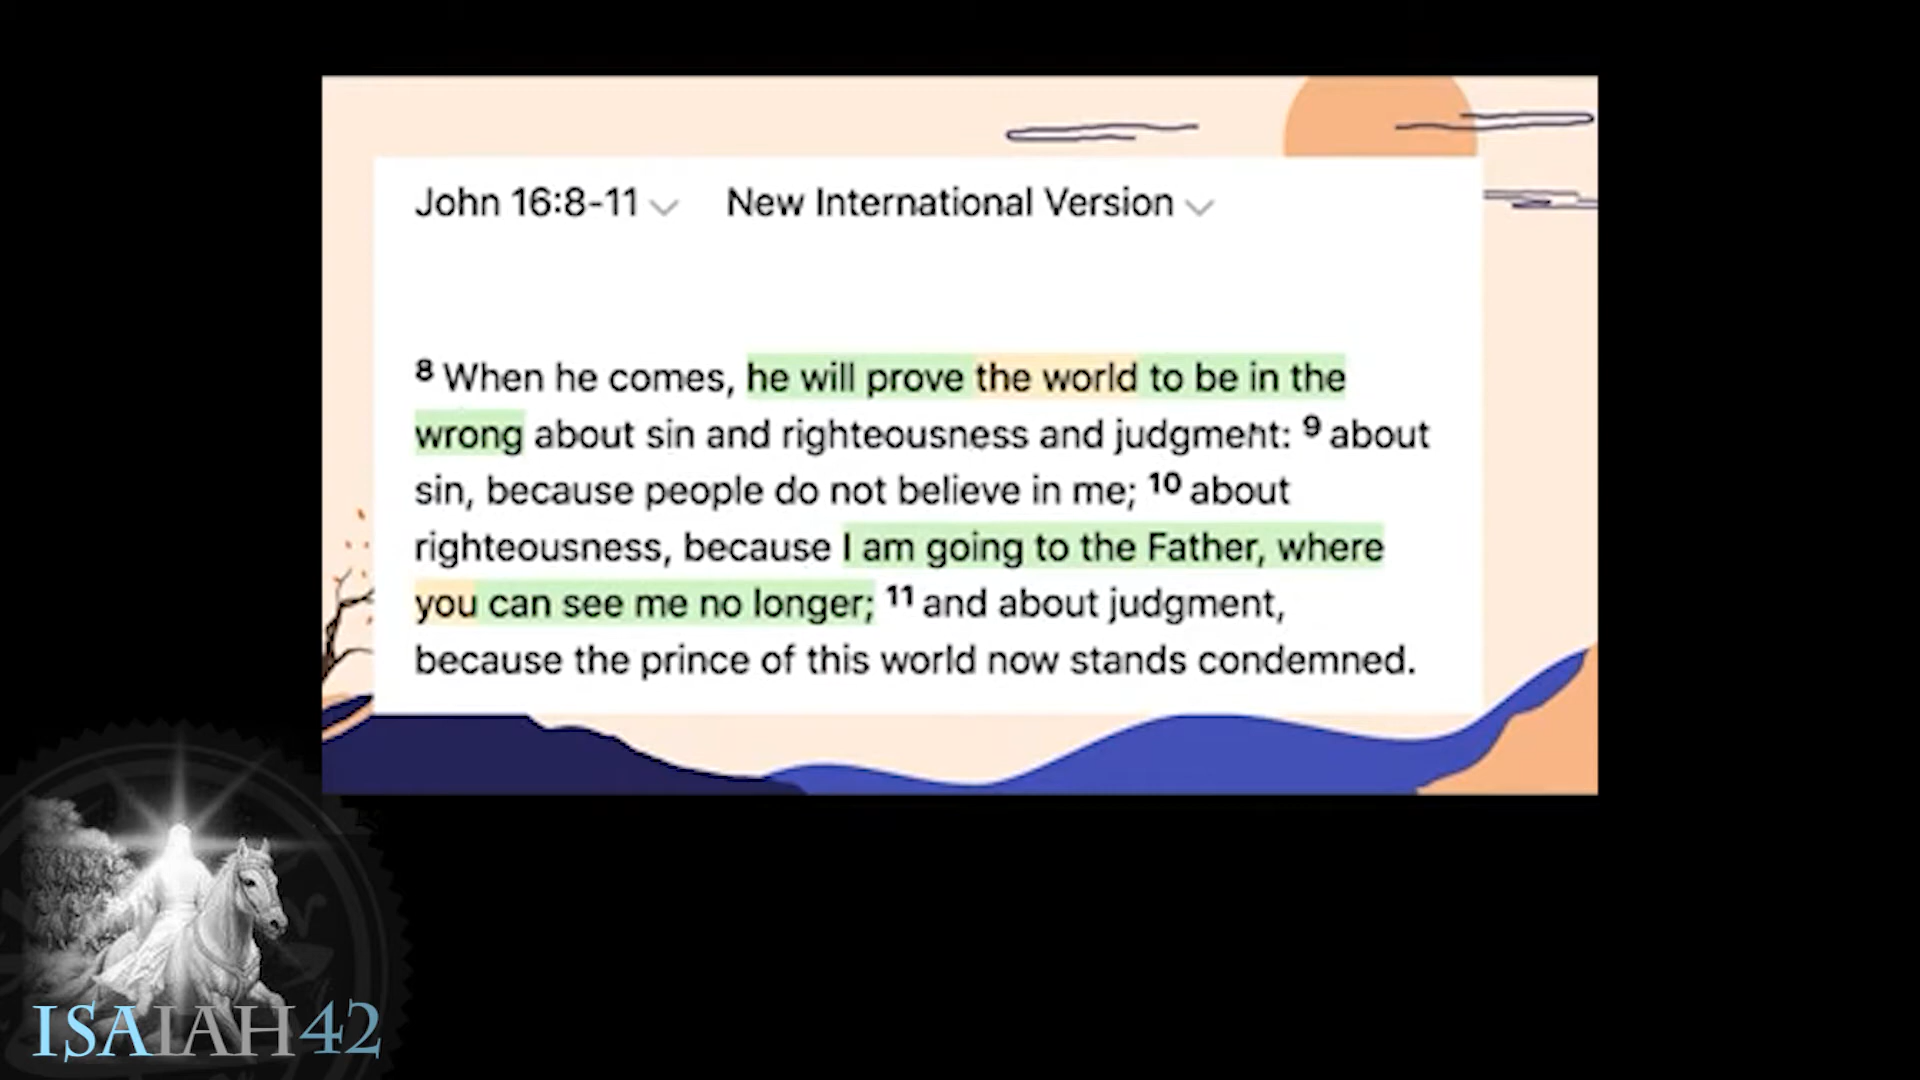 John 16:8-11 New International Version
8 When he comes, he will prove the world to be in the
wrong about sin and righteousness and judgment: 9 about
sin, because people do not believe in me; 10 about
righteousness, because I am going to the Father, where
you can see me no longer; 11 and about judgment,
because the prince of this world now stands condemned.
ISAIAH 42